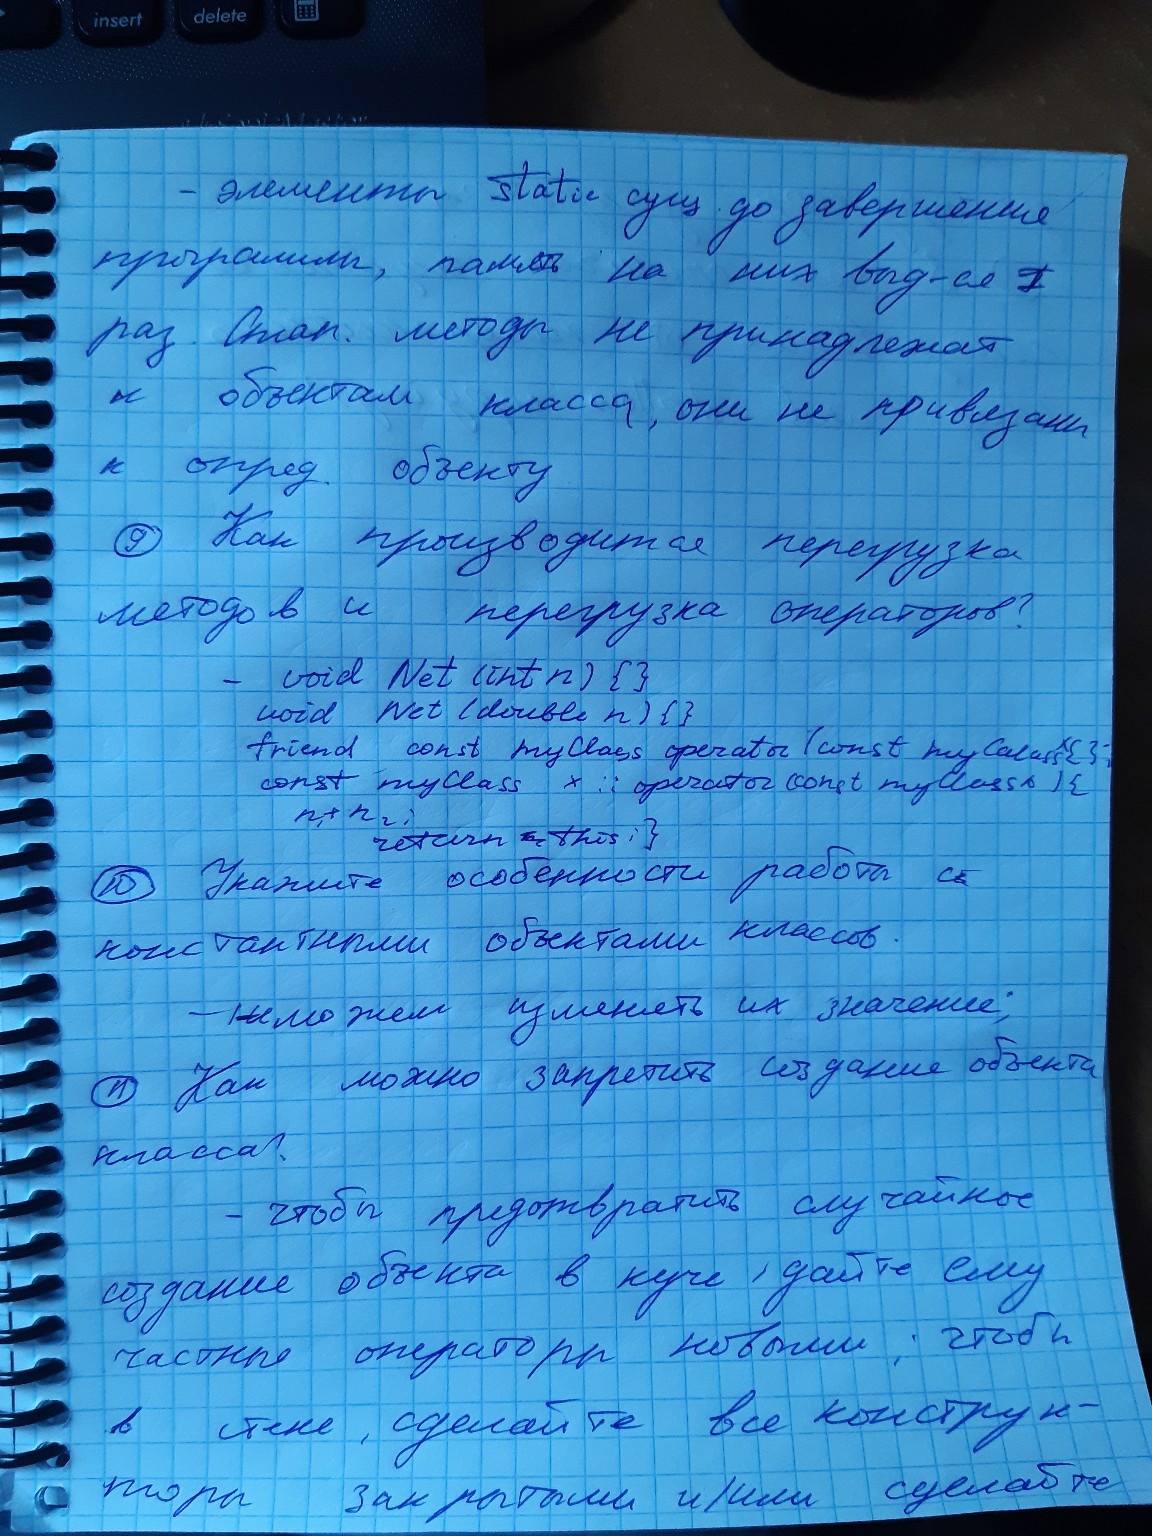 insert delete
- элементы static сущ. до завершение
программы, память на них выд-ся 1
раз. Стат. методы не принадлежат
к объектам класса, они не привязаны
к опред. объекту
9 Как производится перегрузка
методов и перегрузка операторов?
- void Net (int n) {}
void Net (double n) {}
friend const myClass operator (const
const myClass x :: operator const myClass x ) {
n1 + n2;
return this; }
10 Укажите особенности работы с
константными объектами классов.
- можем изменять их значение;
11 Как можно запретить создание объекта
класса?
- чтобы предотвратить случайное
создание объекта в куче, дайте ему
частные операторы новыми; чтобы
в стеке, сделайте все конструк-
торы закрытыми и/или сделайте